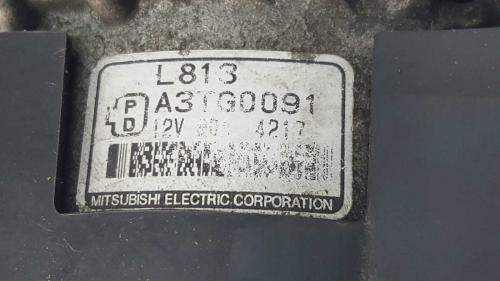 L813
P
D
A3TG0091
12V 4217
MITSUBISHI ELECTRIC CORPORATION